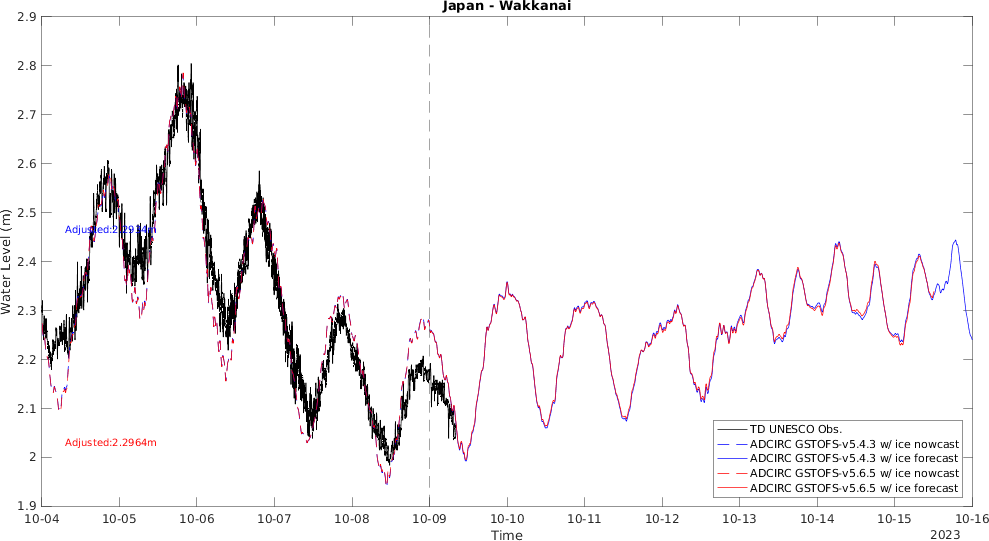 Japan - Wakkanai
2.9
2.8
2.7
2.6
2.5
2.4
2.3
2.2
2.1
2
1.9
Water Level (m)
Adjusted:2.2934m
Adjusted:2.2964m
TD UNESCO Obs.
ADCIRC GSTOFS-v5.4.3 w/ ice nowcast
ADCIRC GSTOFS-v5.4.3 w/ ice forecast
ADCIRC GSTOFS-v5.6.5 w/ ice nowcast
ADCIRC GSTOFS-v5.6.5 w/ ice forecast
10-04 10-05 10-06 10-07 10-08 10-09 10-10 10-11 10-12 10-13 10-14 10-15 10-16
Time
2023